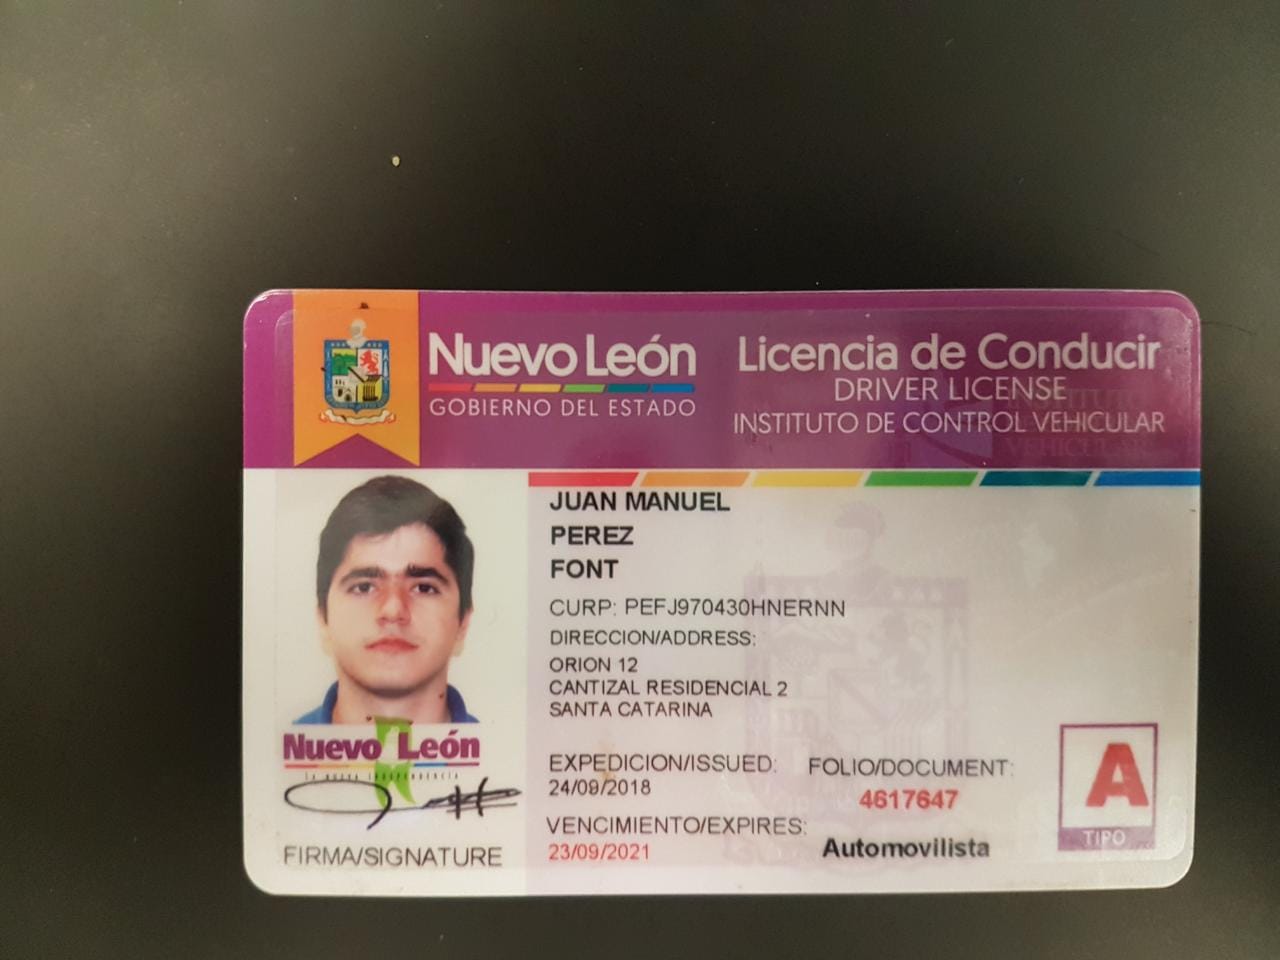 Nuevo León
GOBIERNO DEL ESTADO
Licencia de Conducir
DRIVER LICENSE
INSTITUTO DE CONTROL VEHICULAR
JUAN MANUEL
PEREZ
FONT
CURP: PEFJ970430HNERNN
DIRECCION/ADDRESS:
ORION 12
CANTIZAL RESIDENCIAL 2
SANTA CATARINA
Nuevo León
LA NUEVA INDEPENDENCIA
FIRMA/SIGNATURE
EXPEDICION/ISSUED:
24/09/2018
VENCIMIENTO/EXPIRES:
23/09/2021
FOLIO/DOCUMENT:
4617647
Automovilista
A
TIPO